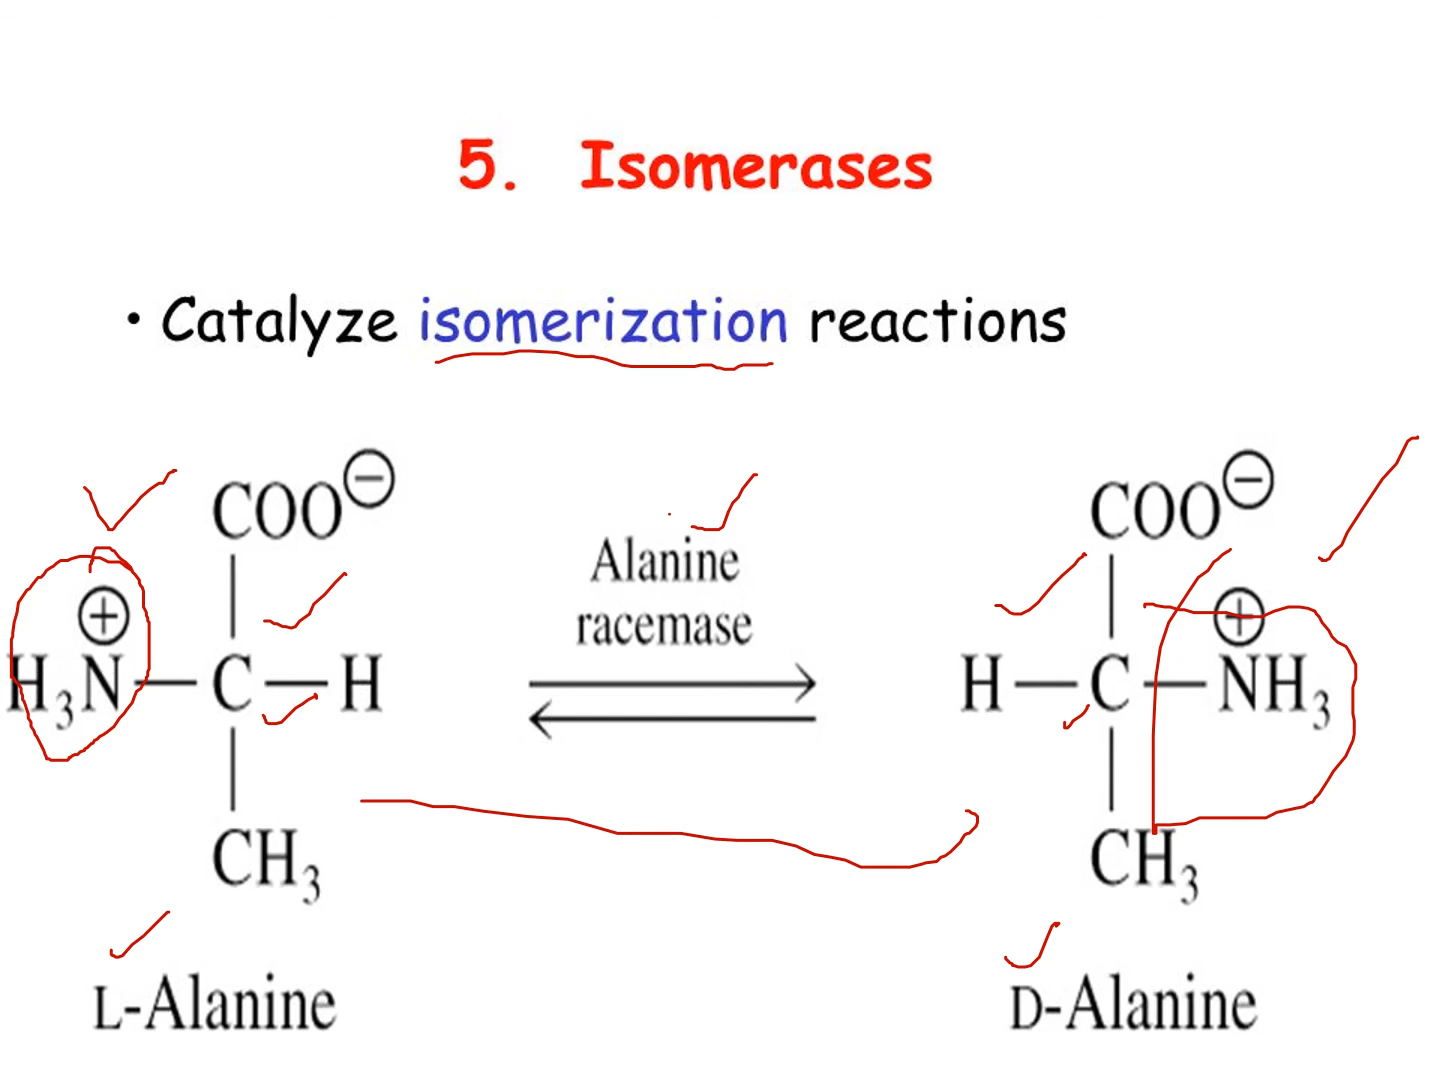 5. Isomerases
• Catalyze isomerization reactions
COO⊖
COO⊖
Alanine
racemase
⊕
⊕
H₃N—C—H
H—C—NH₃
CH₃
CH₃
L-Alanine
D-Alanine